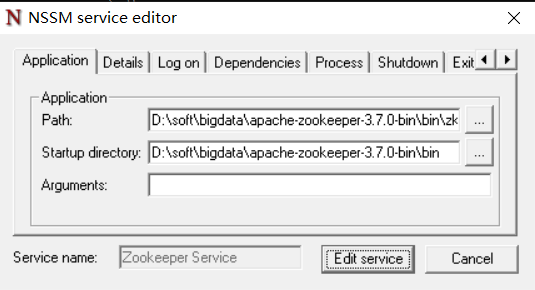 NSSM service editor
Application Details Log on Dependencies Process Shutdown Exit
Application
Path: D:\soft\bigdata\apache-zookeeper-3.7.0-bin\bin\zk ...
Startup directory: D:\soft\bigdata\apache-zookeeper-3.7.0-bin\bin ...
Arguments:
Service name: Zookeeper Service Edit service Cancel